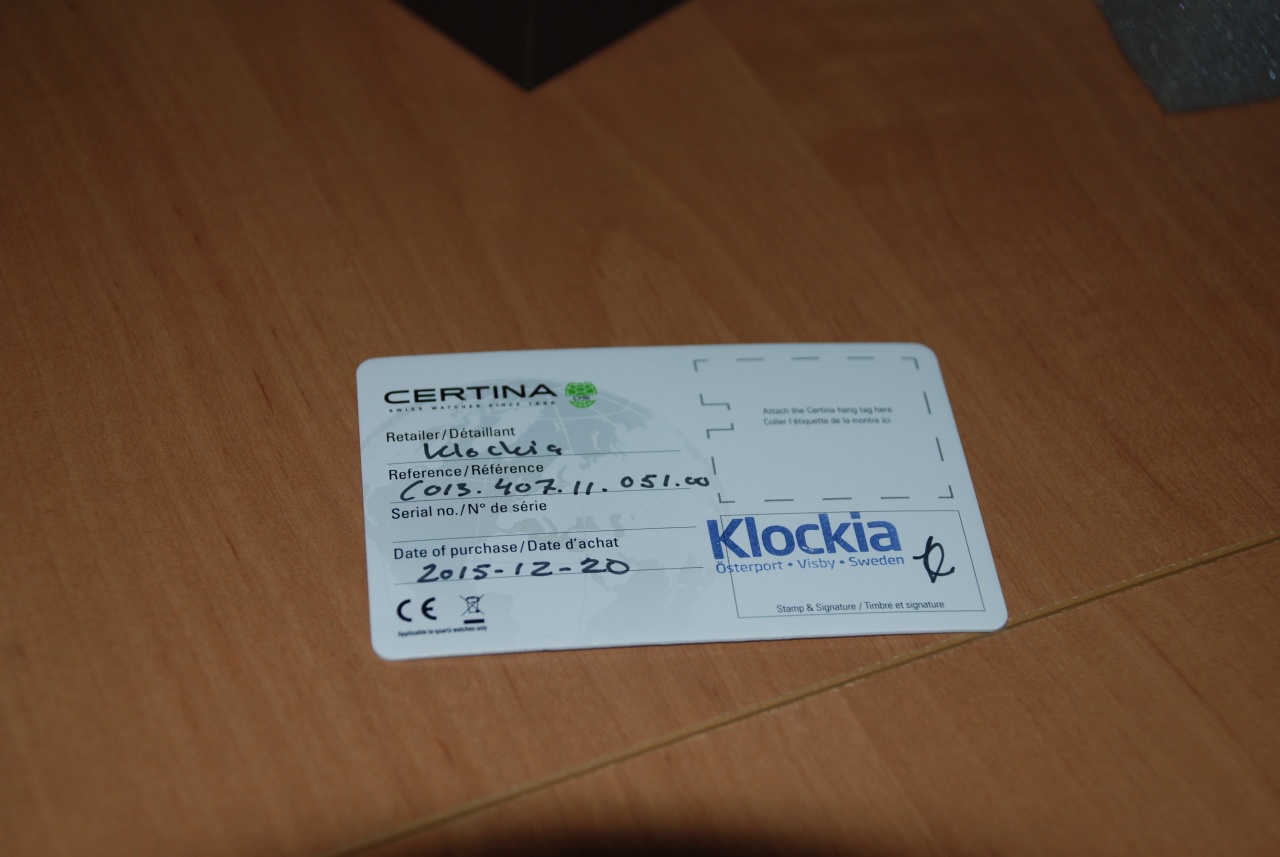 CERTINA
SWISS WATCHES SINCE 1888
Retailer/Détaillant
Klockia
Reference/Référence
C013.407.11.051.00
Serial no./N° de série
Date of purchase/Date d'achat
2015-12-20
CE
Applicable to quartz watches only
Attach the Certina hang tag here
Coller l'étiquette de la montre ici
Klockia
Österport • Visby • Sweden
Stamp & Signature / Timbre et signature